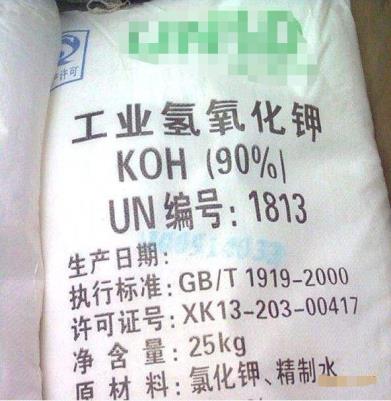 许可
工业氢氧化钾
KOH (90%)
UN编号: 1813
生产日期:
执行标准: GB/T 1919-2000
许可证号: XK13-203-00417
净含量: 25kg
原材料: 氯化钾、精制水